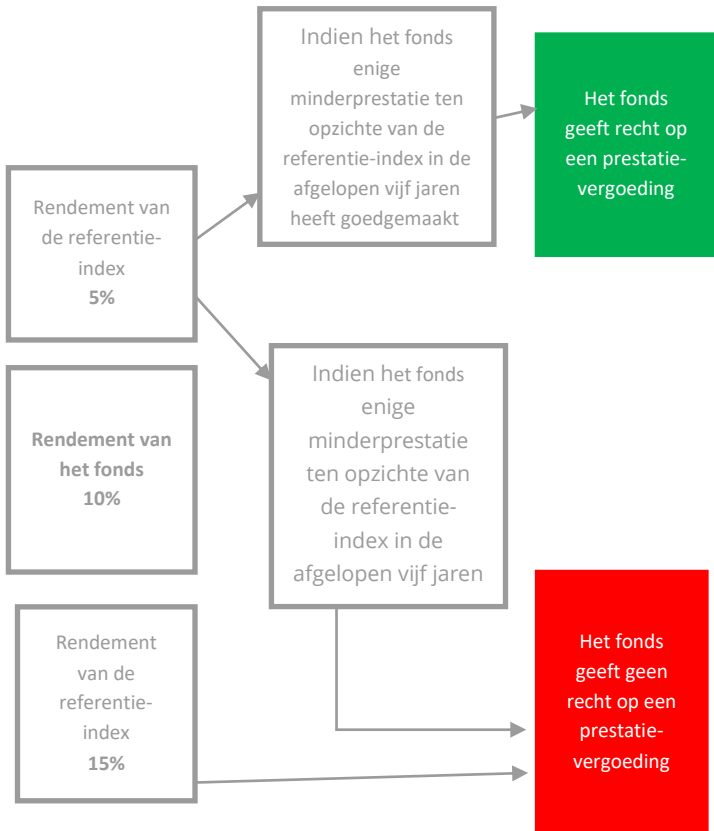 Rendement van
de referentie-
index
5%
Rendement van
het fonds
10%
Rendement
van de
referentie-
index
15%
Indien het fonds
enige
minderprestatie ten
opzichte van de
referentie-index in de
afgelopen vijf jaren
heeft goedgemaakt
Indien het fonds
enige
minderprestatie
ten opzichte van
de referentie-
index in de
afgelopen vijf jaren
Het fonds
geeft recht op
een prestatie-
vergoeding
Het fonds
geeft geen
recht op een
prestatie-
vergoeding